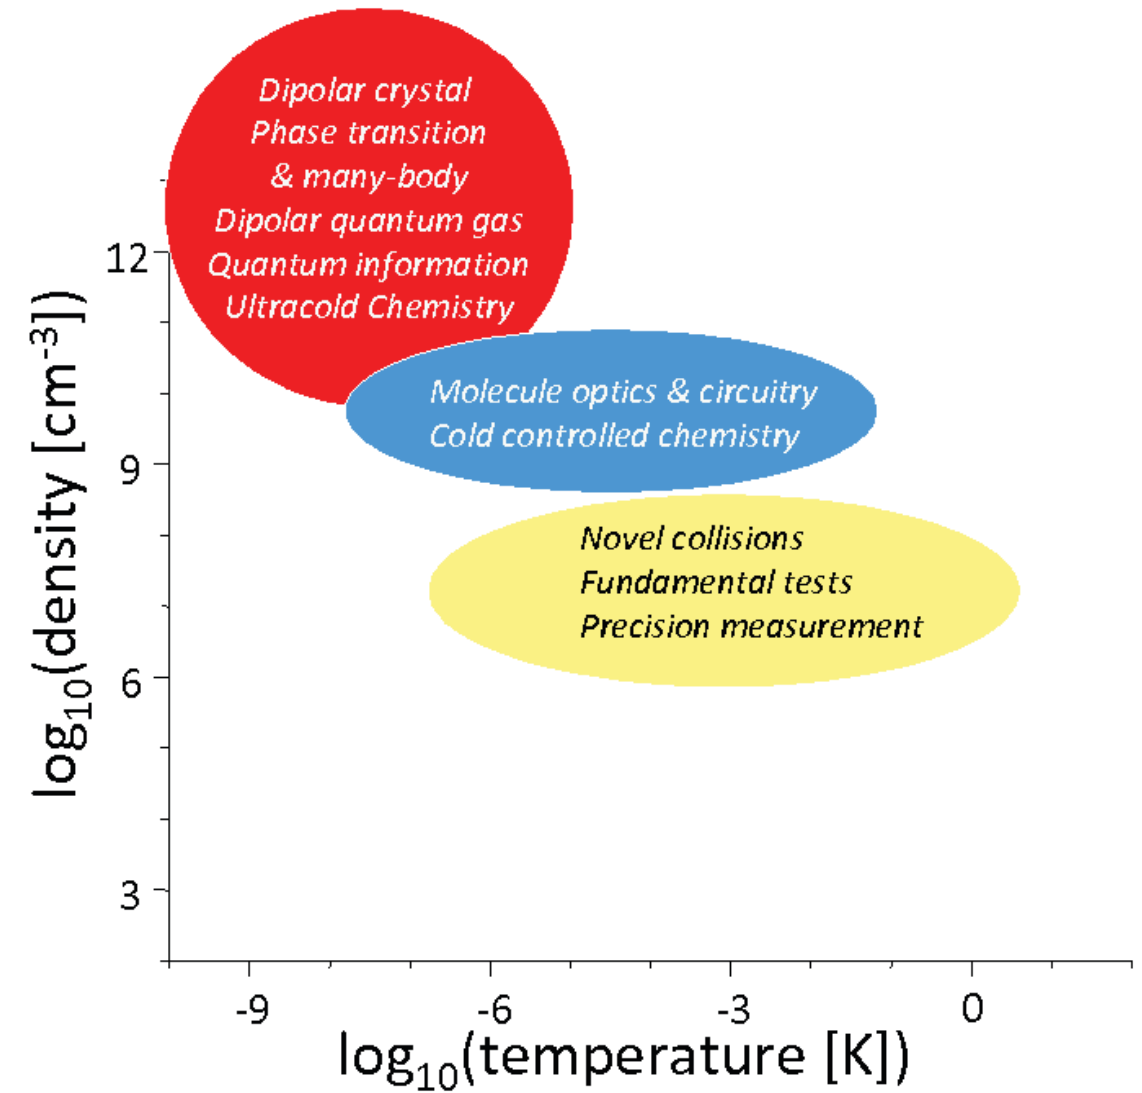 Dipolar crystal
Phase transition
& many-body
Dipolar quantum gas
Quantum information
Ultracold Chemistry
Molecule optics & circuitry
Cold controlled chemistry
Novel collisions
Fundamental tests
Precision measurement
12
9
6
3
log₁₀(density [cm⁻³])
-9 -6 -3 0
log₁₀(temperature [K])